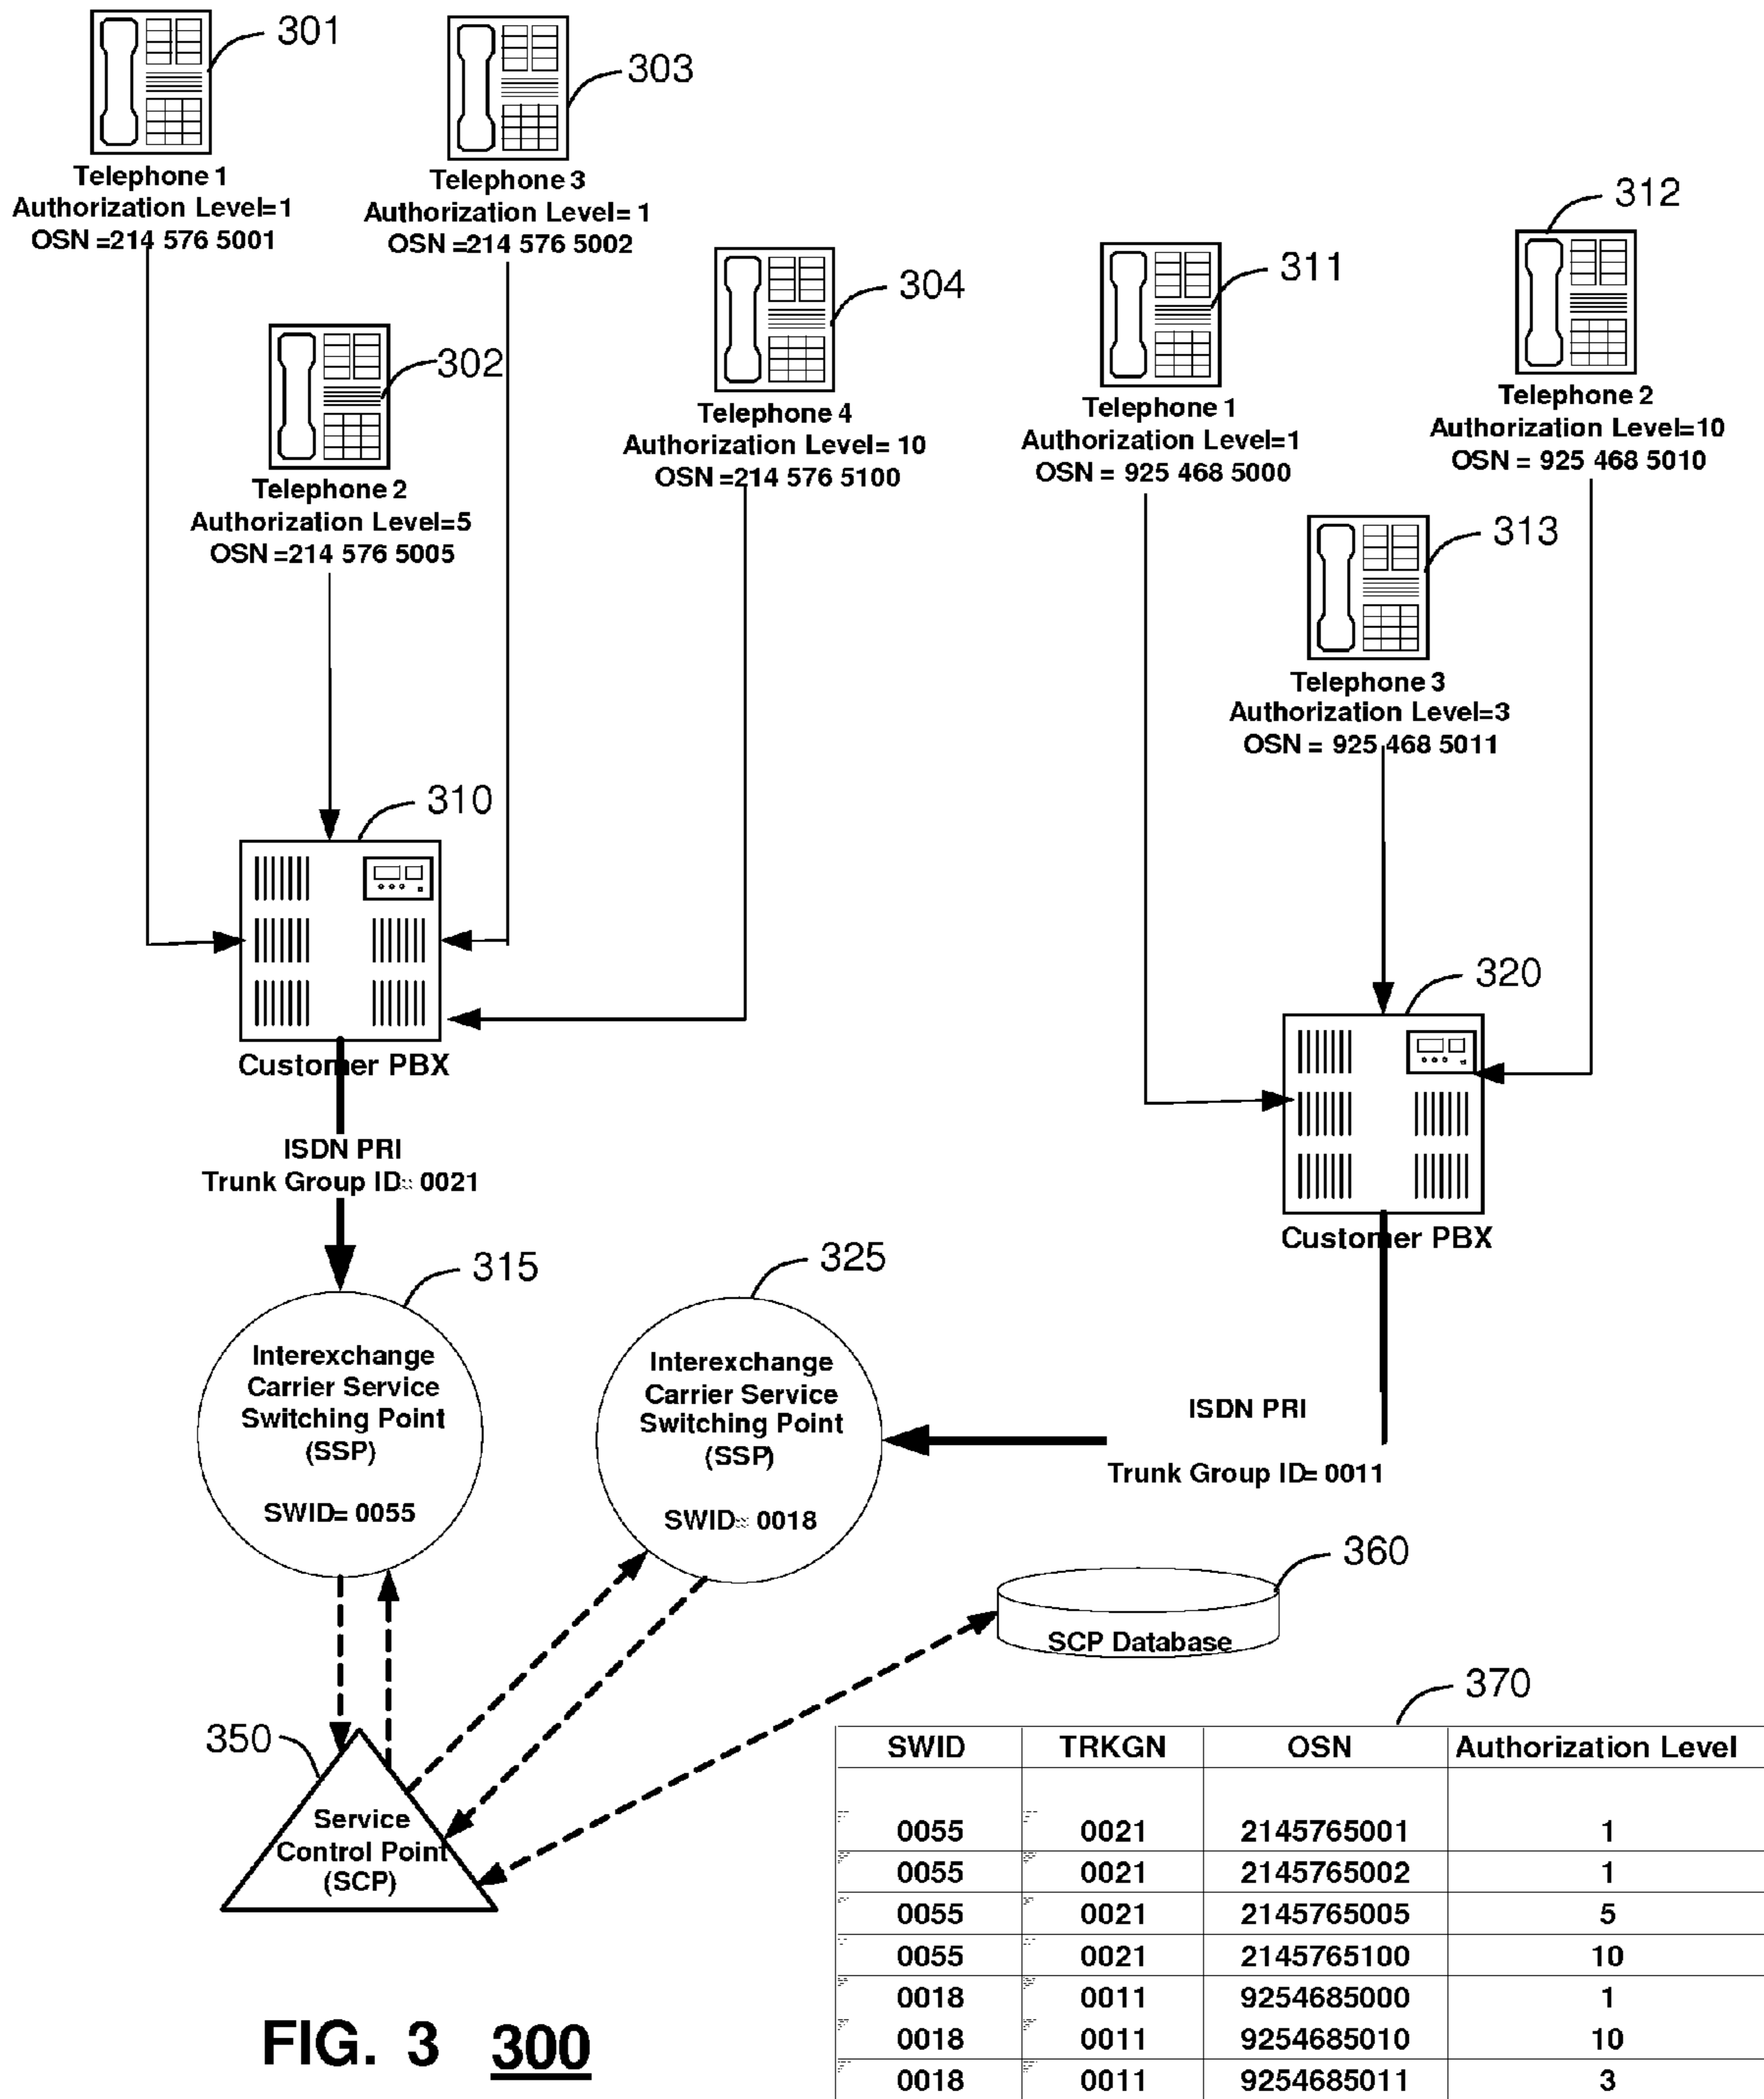 301
Telephone 1
Authorization Level=1
OSN =214 576 5001
303
Telephone 3
Authorization Level= 1
OSN =214 576 5002
302
Telephone 2
Authorization Level=5
OSN =214 576 5005
304
Telephone 4
Authorization Level= 10
OSN =214 576 5100
311
Telephone 1
Authorization Level=1
OSN = 925 468 5000
312
Telephone 2
Authorization Level=10
OSN = 925 468 5010
313
Telephone 3
Authorization Level=3
OSN = 925 468 5011
310
Customer PBX
ISDN PRI
Trunk Group ID= 0021
320
Customer PBX
ISDN PRI
Trunk Group ID= 0011
315
Interexchange
Carrier Service
Switching Point
(SSP)
SWID= 0055
325
Interexchange
Carrier Service
Switching Point
(SSP)
SWID= 0018
360
SCP Database
350
Service
Control Point
(SCP)
370
SWID TRKGN OSN Authorization Level
0055 0021 2145765001 1
0055 0021 2145765002 1
0055 0021 2145765005 5
0055 0021 2145765100 10
0018 0011 9254685000 1
0018 0011 9254685010 10
0018 0011 9254685011 3
FIG. 3 300